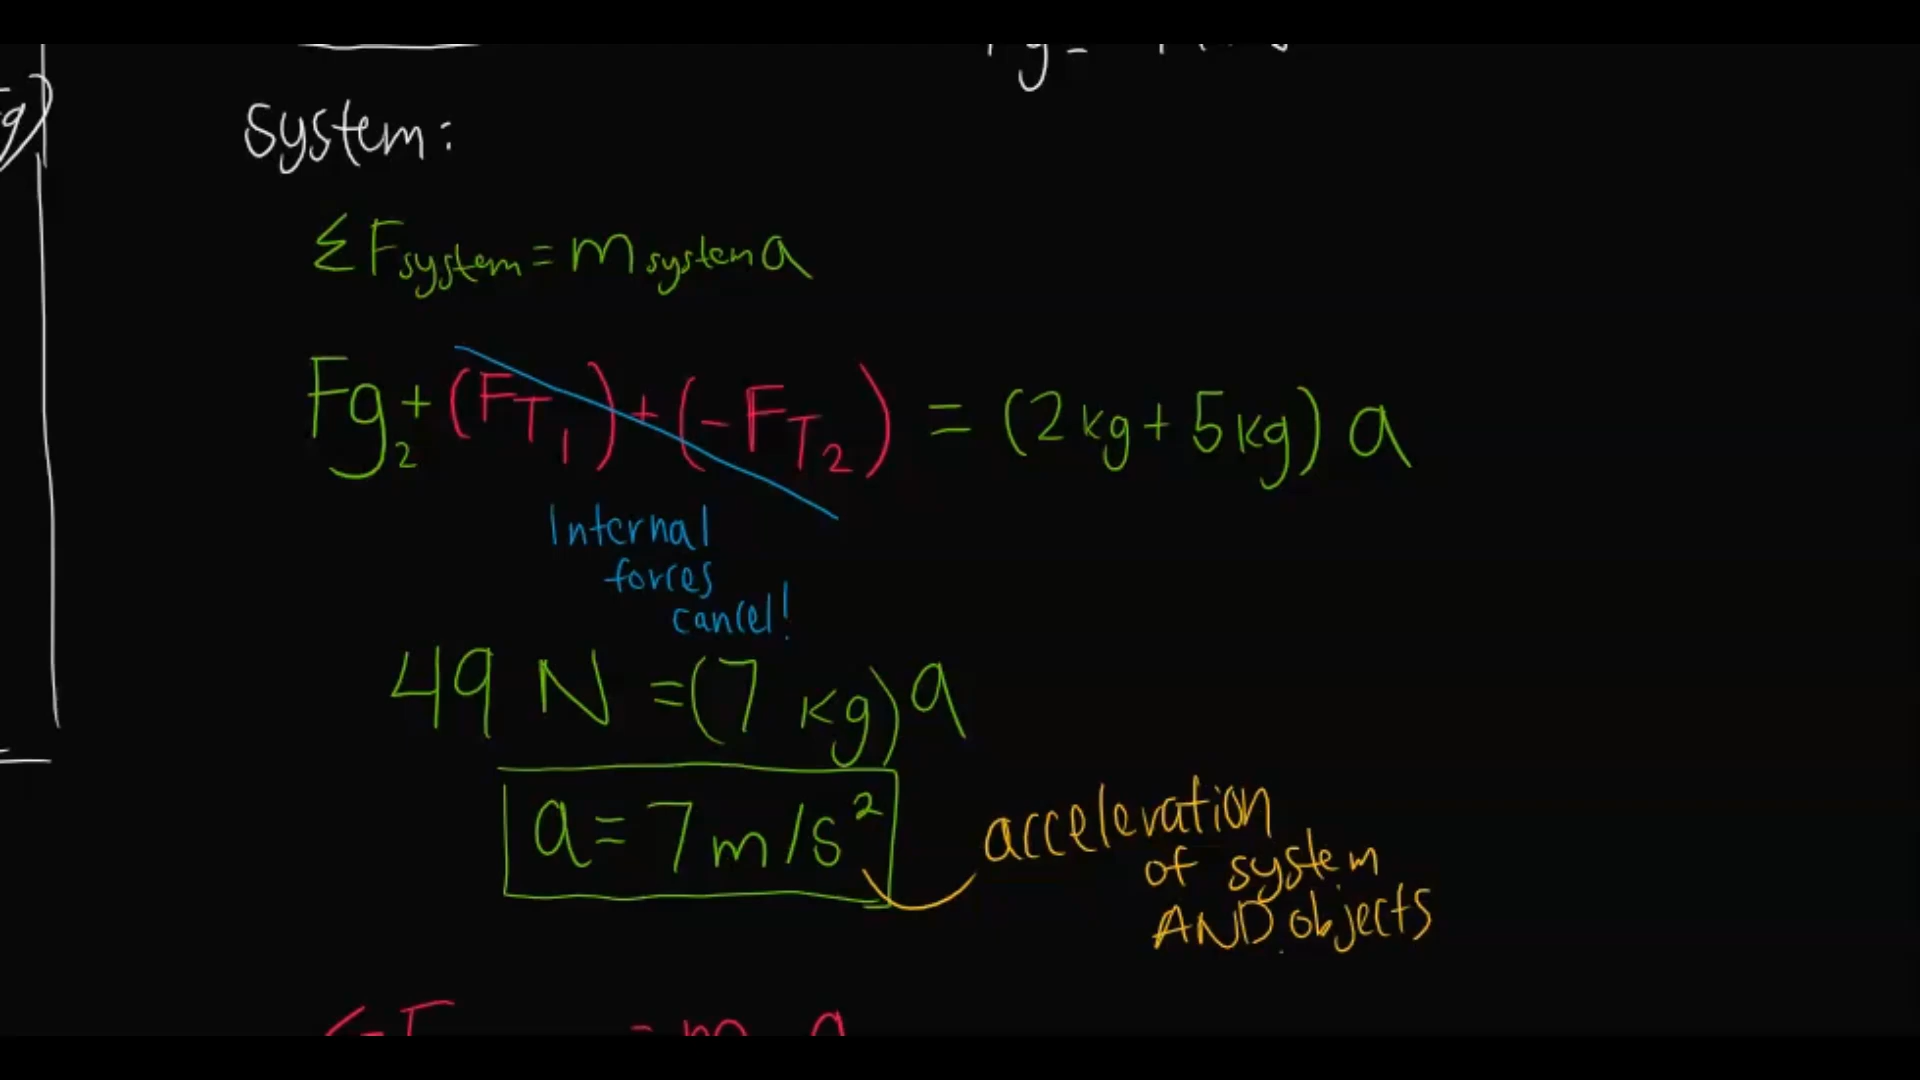 g)
System:
ΣFsystem = msystem a
Fg₂ + (FT₁) + (-FT₂) = (2kg + 5kg) a
Internal
forces
cancel!
49 N = (7 kg) a
a = 7 m/s²
acceleration
of system
AND objects